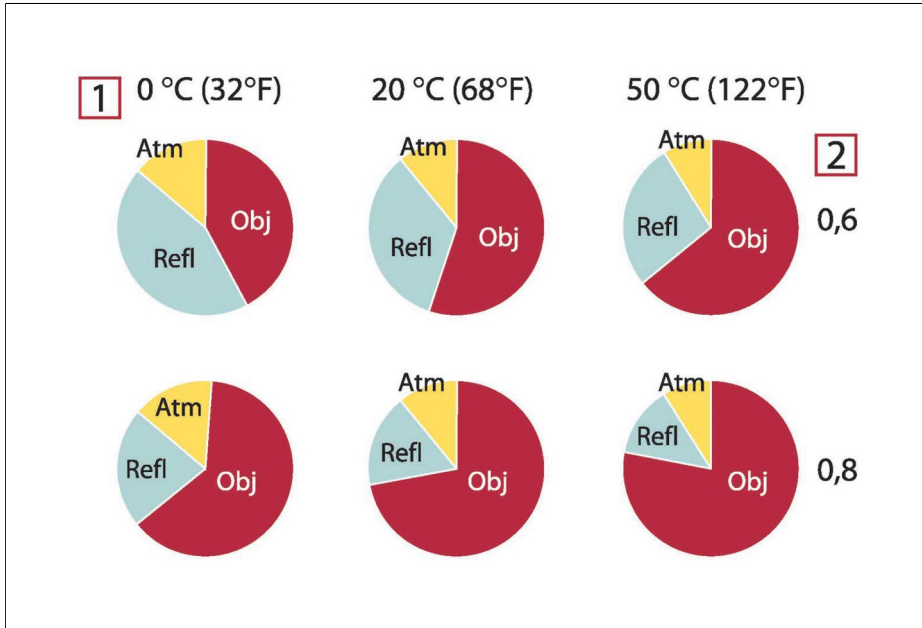 1 0 °C (32°F) 20 °C (68°F) 50 °C (122°F)
2
Atm Obj Refl
Atm Obj Refl
Atm Obj Refl
0,6
Atm Obj Refl
Atm Obj Refl
Atm Obj Refl
0,8